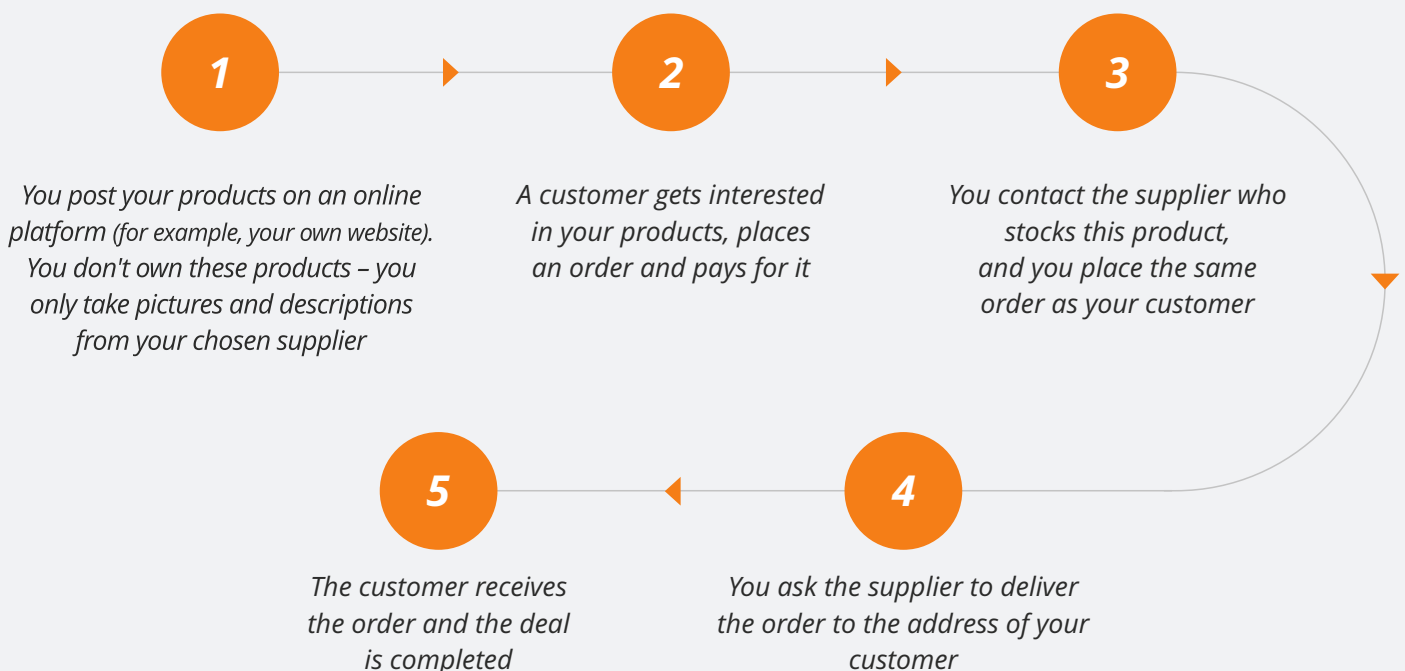 1
You post your products on an online
platform (for example, your own website).
You don't own these products – you
only take pictures and descriptions
from your chosen supplier
2
A customer gets interested
in your products, places
an order and pays for it
3
You contact the supplier who
stocks this product,
and you place the same
order as your customer
4
You ask the supplier to deliver
the order to the address of your
customer
5
The customer receives
the order and the deal
is completed